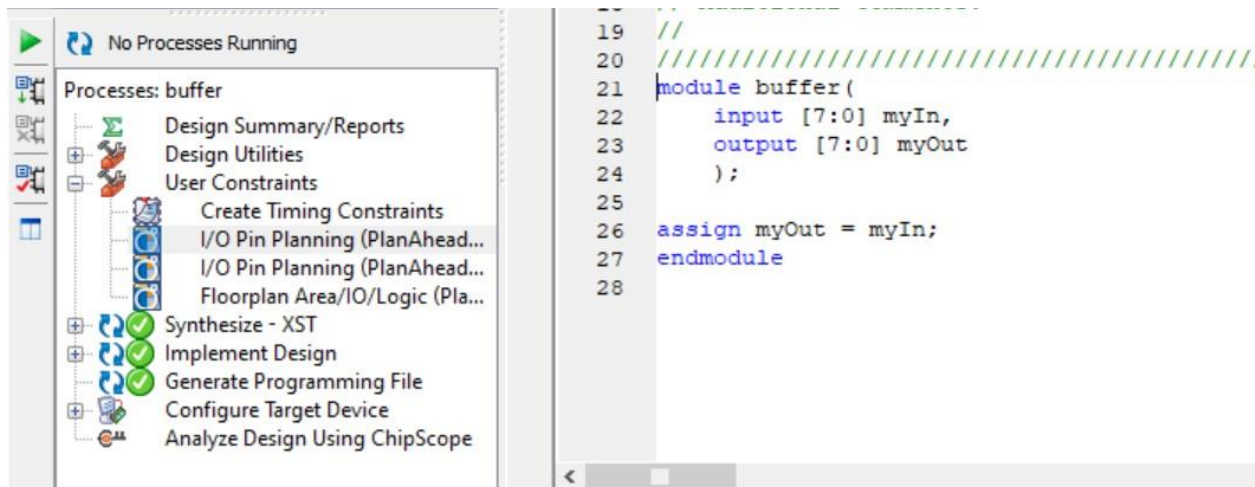 No Processes Running
Processes: buffer
Design Summary/Reports
Design Utilities
User Constraints
Create Timing Constraints
I/O Pin Planning (PlanAhead...
I/O Pin Planning (PlanAhead...
Floorplan Area/IO/Logic (Pla...
Synthesize - XST
Implement Design
Generate Programming File
Configure Target Device
Analyze Design Using ChipScope
19 //
20 ///////////////////////////////////////////
21 module buffer(
22 input [7:0] myIn,
23 output [7:0] myOut
24 );
25
26 assign myOut = myIn;
27 endmodule
28